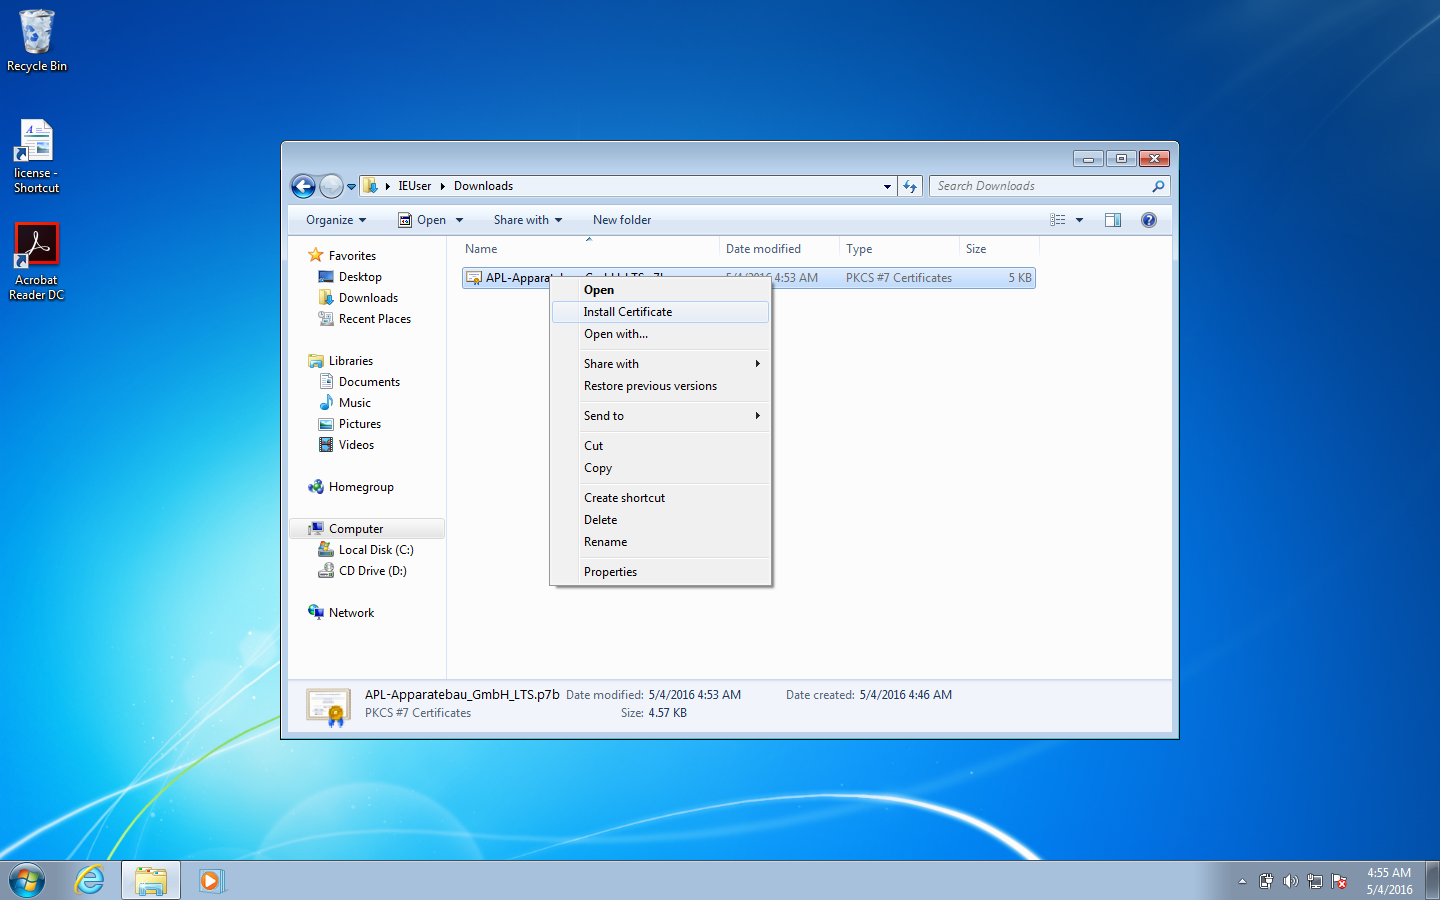 Recycle Bin
license -
Shortcut
Acrobat
Reader DC
IEUser
Downloads
Search Downloads
Organize
Open
Share with
New folder
Name
Date modified
Type
Size
APL-Appara
4:53 AM
PKCS #7 Certificates
5 KB
Favorites
Desktop
Downloads
Recent Places
Libraries
Documents
Music
Pictures
Videos
Homegroup
Computer
Local Disk (C:)
CD Drive (D:)
Network
Open
Install Certificate
Open with...
Share with
Restore previous versions
Send to
Cut
Copy
Create shortcut
Delete
Rename
Properties
APL-Apparatebau_GmbH_LTS.p7b Date modified: 5/4/2016 4:53 AM Date created: 5/4/2016 4:46 AM
PKCS #7 Certificates Size: 4.57 KB
4:55 AM
5/4/2016